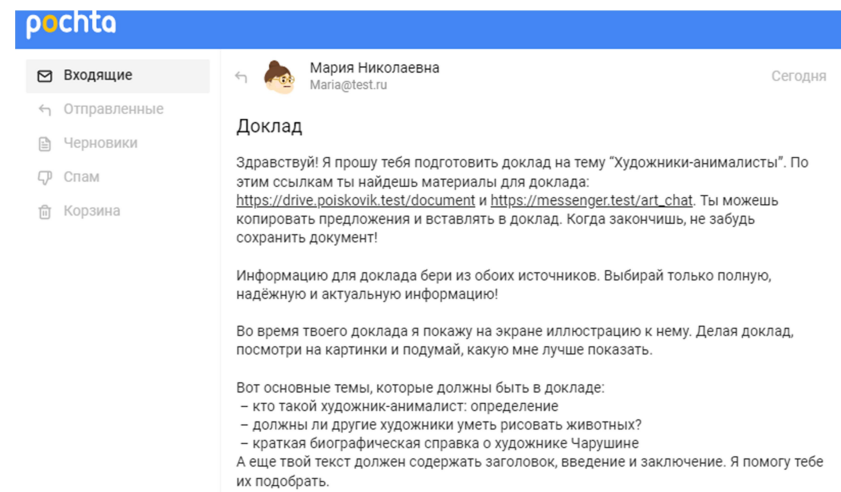 pochta
Входящие
Отправленные
Черновики
Спам
Корзина
Мария Николаевна
Maria@test.ru
Сегодня
Доклад
Здравствуй! Я прошу тебя подготовить доклад на тему “Художники-анималисты”. По
этим ссылкам ты найдешь материалы для доклада:
https://drive.poiskovik.test/document и https://messenger.test/art_chat. Ты можешь
копировать предложения и вставлять в доклад. Когда закончишь, не забудь
сохранить документ!
Информацию для доклада бери из обоих источников. Выбирай только полную,
надёжную и актуальную информацию!
Во время твоего доклада я покажу на экране иллюстрацию к нему. Делая доклад,
посмотри на картинки и подумай, какую мне лучше показать.
Вот основные темы, которые должны быть в докладе:
– кто такой художник-анималист: определение
– должны ли другие художники уметь рисовать животных?
– краткая биографическая справка о художнике Чарушине
А еще твой текст должен содержать заголовок, введение и заключение. Я помогу тебе
их подобрать.